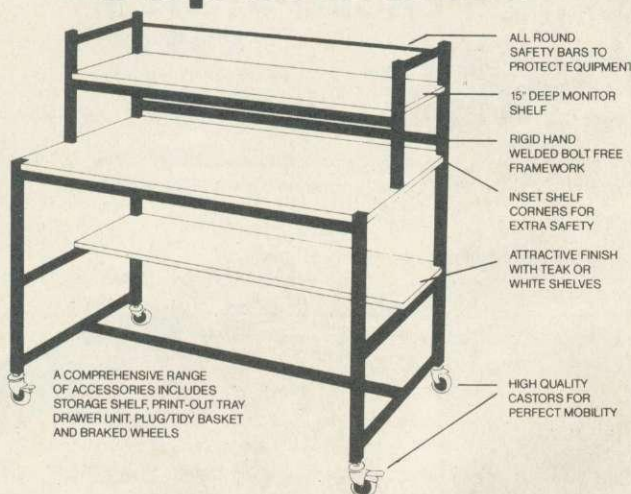 ALL ROUND
SAFETY BARS TO
PROTECT EQUIPMENT
15" DEEP MONITOR
SHELF
RIGID HAND
WELDED BOLT FREE
FRAMEWORK
INSET SHELF
CORNERS FOR
EXTRA SAFETY
ATTRACTIVE FINISH
WITH TEAK OR
WHITE SHELVES
A COMPREHENSIVE RANGE
OF ACCESSORIES INCLUDES
STORAGE SHELF, PRINT-OUT TRAY
DRAWER UNIT, PLUG/TIDY BASKET
AND BRAKED WHEELS
HIGH QUALITY
CASTORS FOR
PERFECT MOBILITY